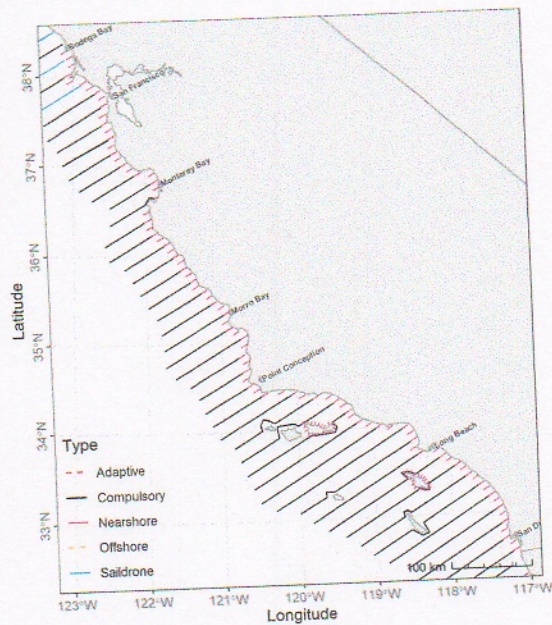 Bodega Bay
38°N
San Francisco
37°N
Monterey Bay
36°N
Latitude
Morro Bay
35°N
Point Conception
34°N
Long Beach
Type
Adaptive
Compulsory
33°N
Nearshore
San D
Offshore
100 km
Saildrone
123°W 122°W 121°W 120°W 119°W 118°W 117°W
Longitude